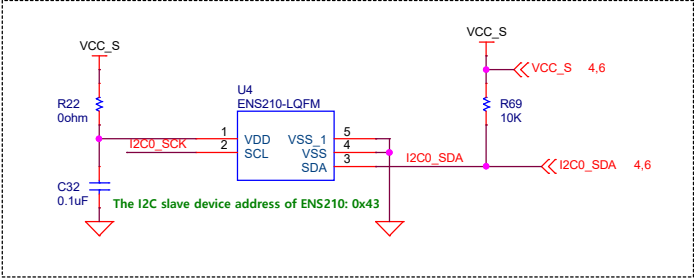 VCC_S
VCC_S
VCC_S 4,6
U4
ENS210-LQFM
R22
0ohm
R69
10K
1 VDD VSS_1 5
I2C0_SCK 2 SCL VSS 4
SDA 3 I2C0_SDA
I2C0_SDA 4,6
C32
0.1uF
The I2C slave device address of ENS210: 0x43